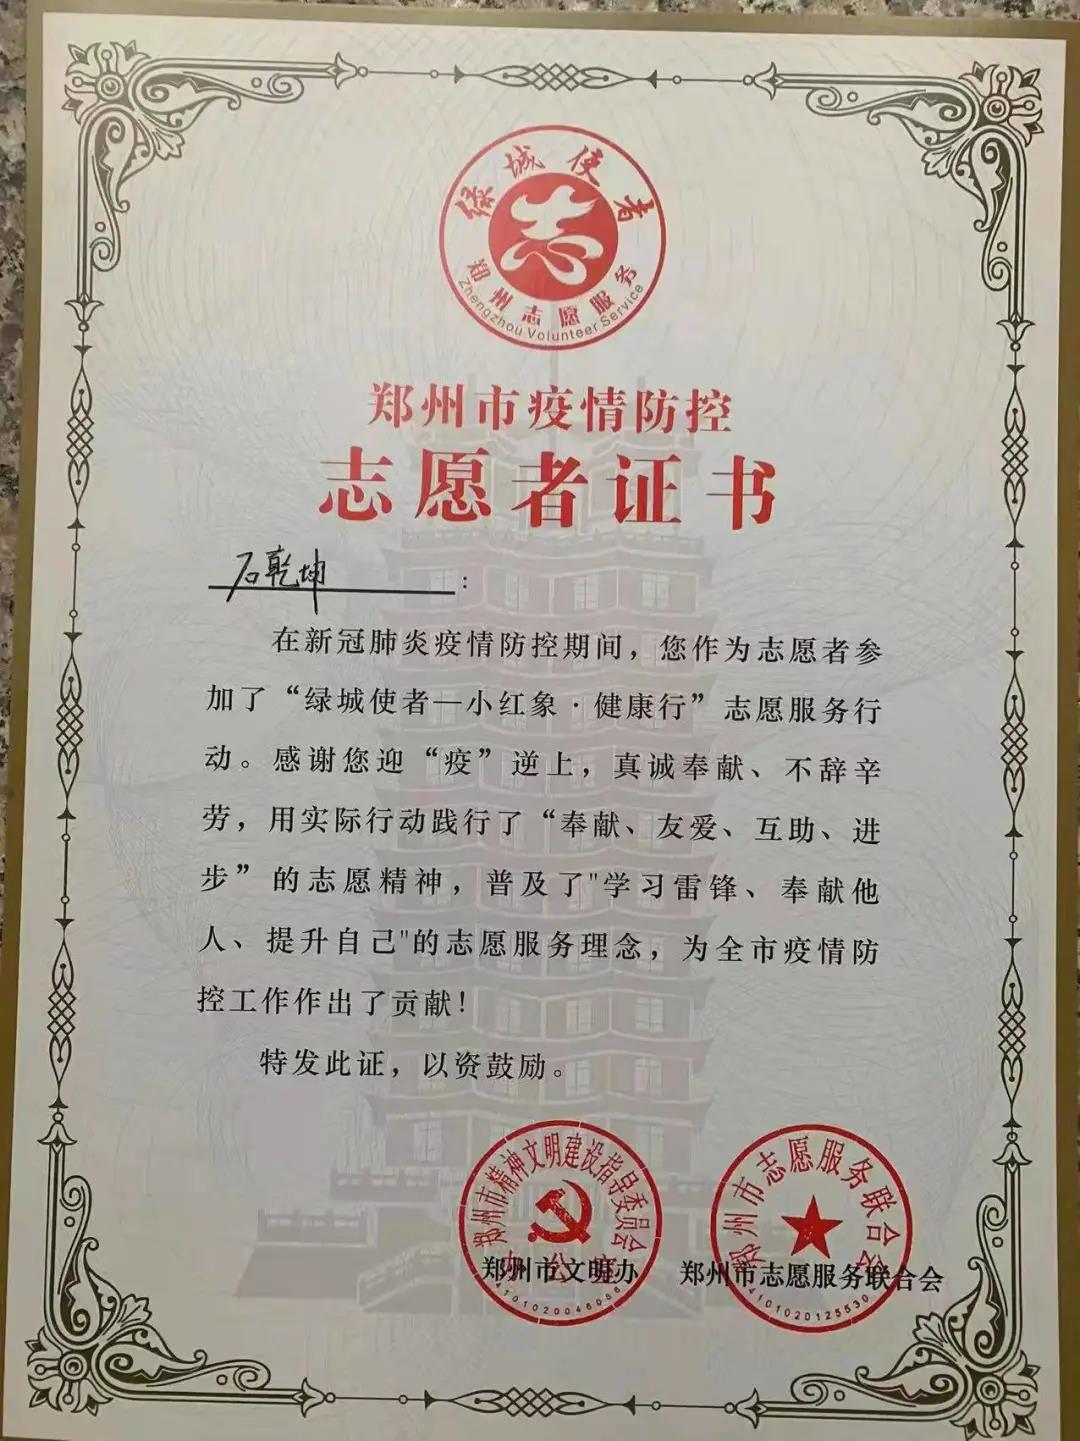 绿城使者
郑州志愿服务
Zhengzhou Volunteer Service
郑州市疫情防控
志愿者证书
石乾坤：
在新冠肺炎疫情防控期间，您作为志愿者参
加了“绿城使者—小红象·健康行”志愿服务行
动。感谢您迎“疫”逆上，真诚奉献、不辞辛
劳，用实际行动践行了“奉献、友爱、互助、进
步”的志愿精神，普及了"学习雷锋、奉献他
人、提升自己"的志愿服务理念，为全市疫情防
控工作作出了贡献！
特发此证，以资鼓励。
郑州市精神文明建设指导委员会
办公室
郑州市文明办
郑州市志愿服务联合会
郑州市志愿服务联合会
4101020125530